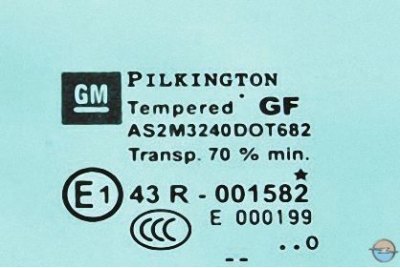 GM PILKINGTON
Tempered GF
AS2M3240DOT682
Transp. 70 % min.
E1 43 R - 001582
CCC E 000199
-- ..0